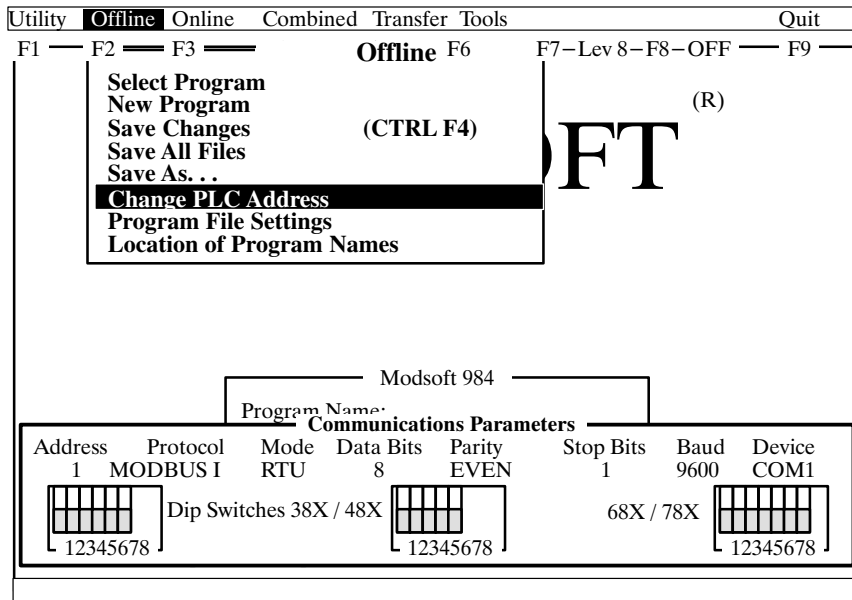 Utility Offline Online Combined Transfer Tools Quit
F1 F2 F3 Offline F6 F7–Lev 8–F8–OFF F9
Select Program
New Program
Save Changes (CTRL F4)
Save All Files
Save As. . .
Change PLC Address
Program File Settings
Location of Program Names
OFT (R)
Modsoft 984
Program Name:
Communications Parameters
Address Protocol Mode Data Bits Parity Stop Bits Baud Device
1 MODBUS I RTU 8 EVEN 1 9600 COM1
Dip Switches 38X / 48X 68X / 78X
12345678 12345678 12345678